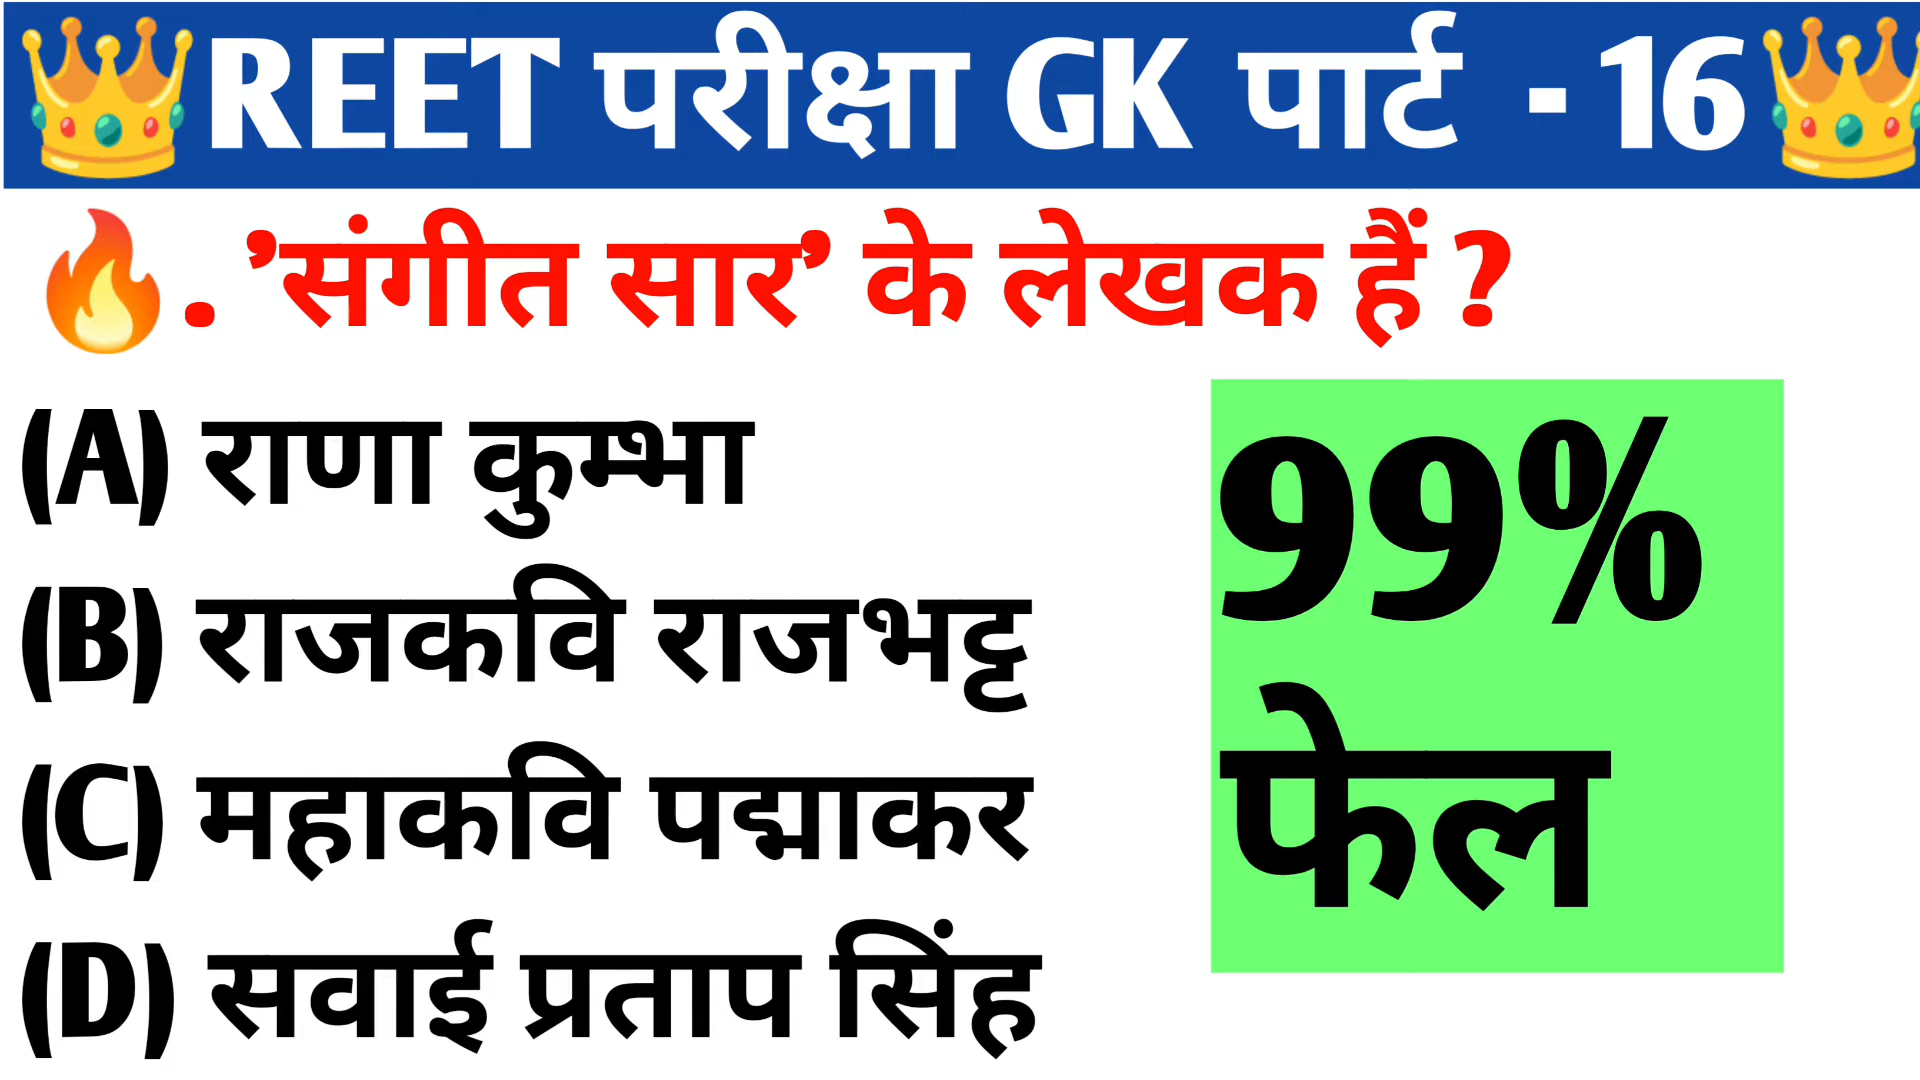 REET परीक्षा GK पार्ट - 16
. ’संगीत सार’ के लेखक हैं ?
(A) राणा कुम्भा
(B) राजकवि राजभट्ट
(C) महाकवि पद्माकर
(D) सवाई प्रताप सिंह
99%
फेल